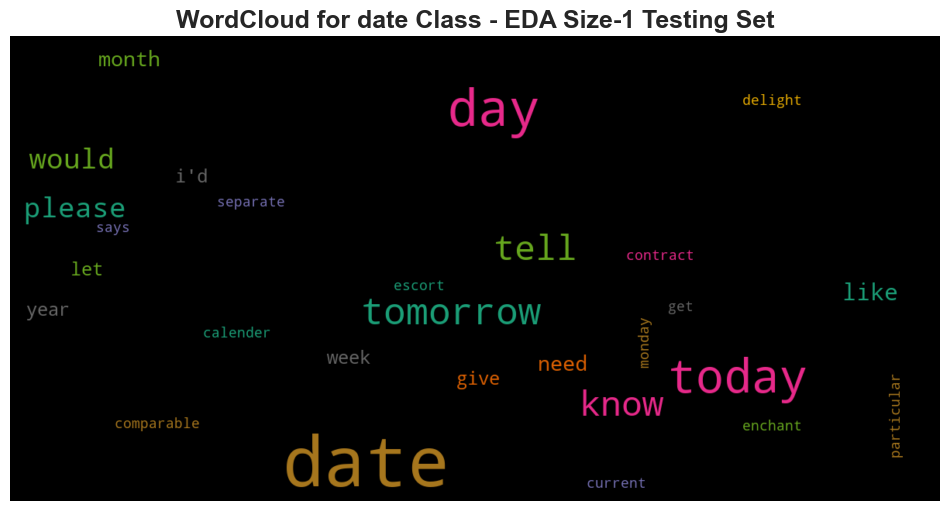 WordCloud for date Class - EDA Size-1 Testing Set
month
day
delight
would
i'd
separate
please
says
tell
contract
let
escort
like
year
tomorrow
get
calender
monday
week
need
today
give
know
particular
comparable
enchant
date
current